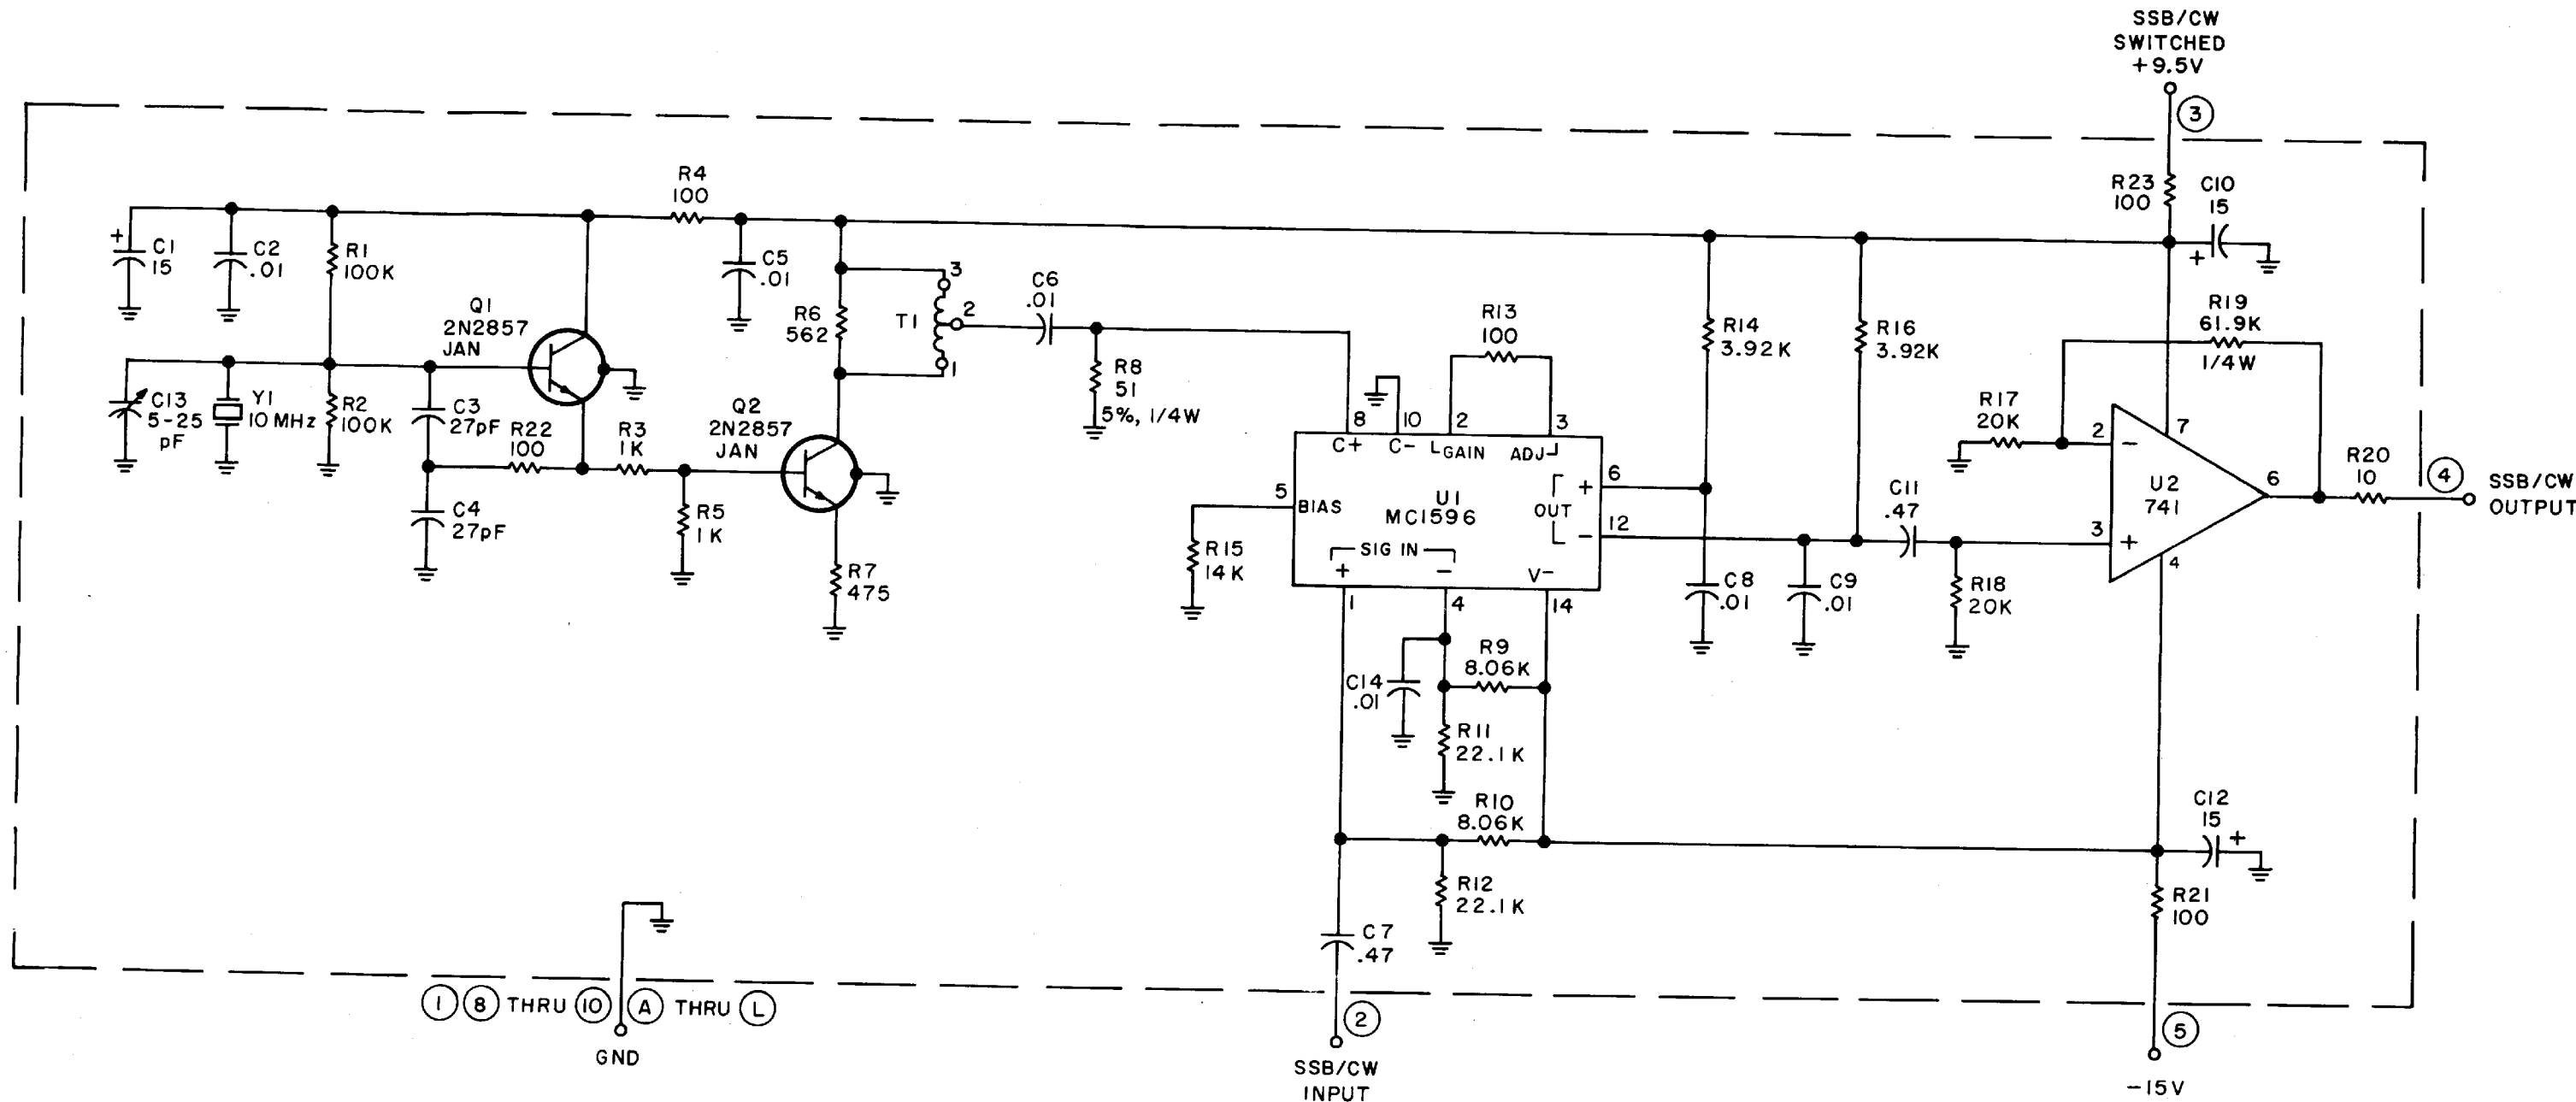 SSB/CW
SWITCHED
+9.5V
3
R4
100
R23
100
C10
15
+
+
C1
15
C2
.01
R1
100K
C5
.01
Q1
2N2857
JAN
R6
562
T1
3
2
1
C6
.01
R8
51
5%, 1/4W
R13
100
R14
3.92K
R16
3.92K
R19
61.9K
1/4W
C13
5-25
pF
Y1
10 MHz
R2
100K
C3
27pF
R22
100
R3
1K
Q2
2N2857
JAN
8
10
2
3
C+
C-
GAIN
ADJ
R17
20K
2
-
7
U2
741
6
R20
10
4
SSB/CW
OUTPUT
C4
27pF
R5
1K
R7
475
5
BIAS
U1
MC1596
OUT
+
-
6
12
SIG IN
+
-
V-
R15
14K
1
4
14
C11
.47
3
+
4
C8
.01
C9
.01
R18
20K
C14
.01
R9
8.06K
R11
22.1K
R10
8.06K
R12
22.1K
C12
15
+
R21
100
C7
.47
1 8 THRU 10 A THRU L
GND
2
SSB/CW
INPUT
5
-15V